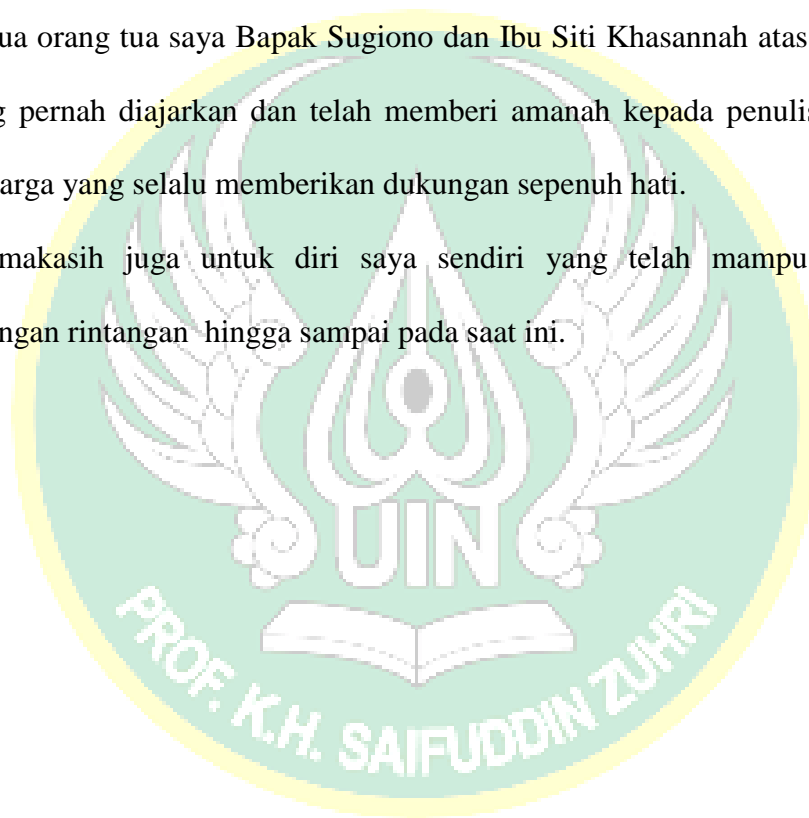 ua orang tua saya Bapak Sugiono dan Ibu Siti Khasannah atas
g pernah diajarkan dan telah memberi amanah kepada penulis
arga yang selalu memberikan dukungan sepenuh hati.
makasih juga untuk diri saya sendiri yang telah mampu
ngan rintangan hingga sampai pada saat ini.
UIN
PROF. K.H. SAIFUDDIN ZUHRI